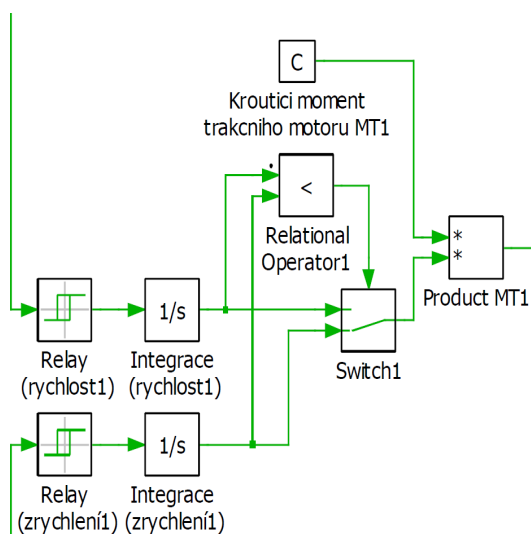 C
Krouticí moment
trakcniho motoru MT1
<
Relational
Operator1
*
*
Product MT1
1/s
Relay
(rychlost1)
Integrace
(rychlost1)
Switch1
1/s
Relay
(zrychlení1)
Integrace
(zrychlení1)